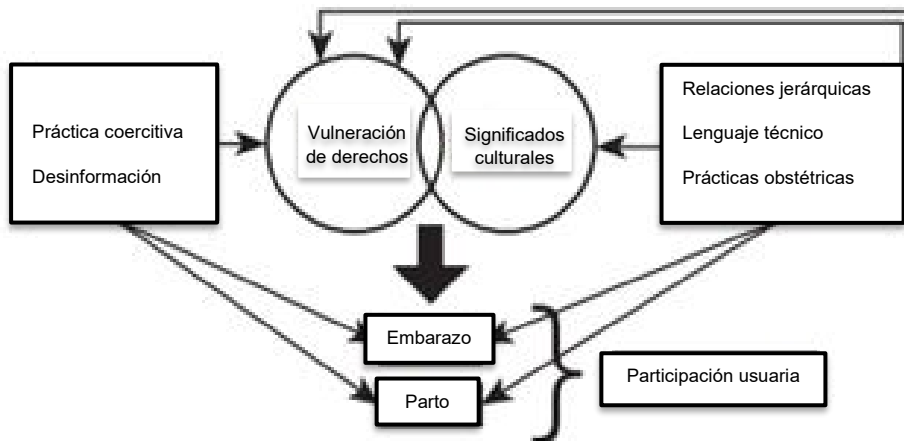 Práctica coercitiva
Desinformación
Vulneración
de derechos
Significados
culturales
Relaciones jerárquicas
Lenguaje técnico
Prácticas obstétricas
Embarazo
Parto
Participación usuaria